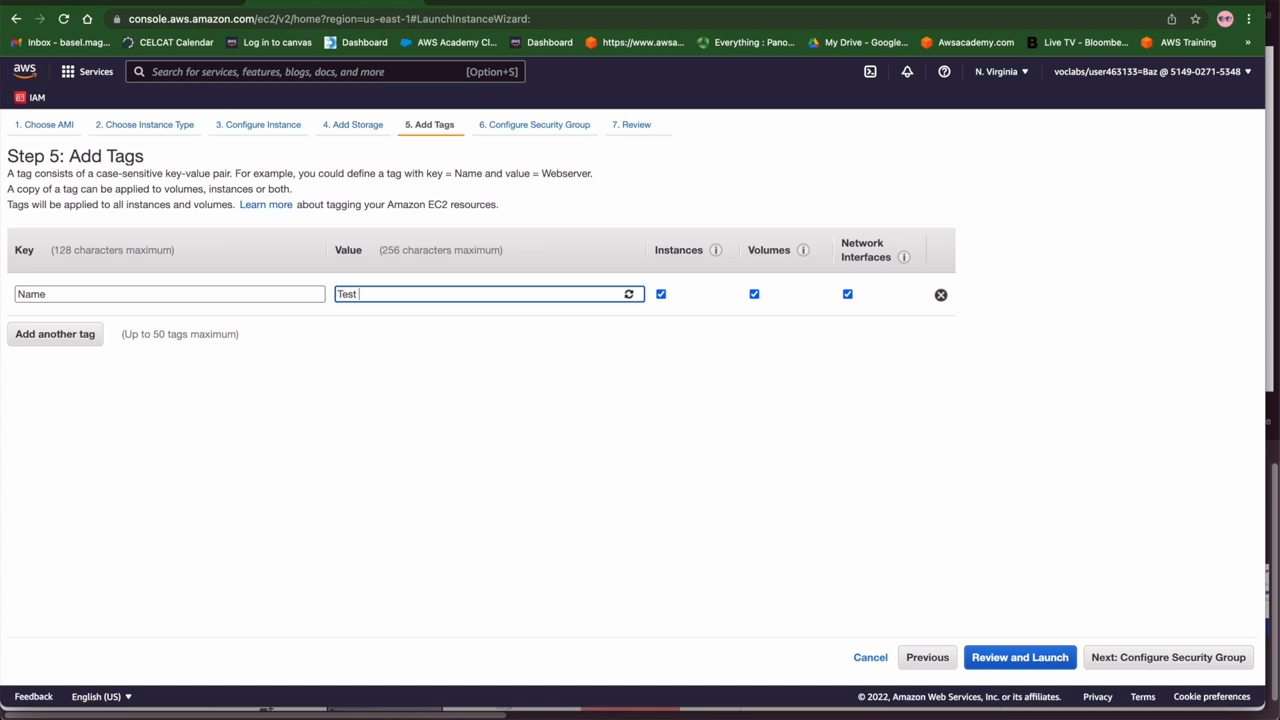 console.aws.amazon.com/ec2/v2/home?region=us-east-1#LaunchInstanceWizard:
Inbox - basel.mag... CELCAT Calendar Log in to canvas Dashboard AWS Academy Cl... Dashboard https://www.awsa... Everything : Pano... My Drive - Google... Awsacademy.com Live TV - Bloombe... AWS Training »
aws Services Search for services, features, blogs, docs, and more [Option+S] N. Virginia voclabs/user463133=Baz @ 5149-0271-5348
IAM
1. Choose AMI 2. Choose Instance Type 3. Configure Instance 4. Add Storage 5. Add Tags 6. Configure Security Group 7. Review
Step 5: Add Tags
A tag consists of a case-sensitive key-value pair. For example, you could define a tag with key = Name and value = Webserver.
A copy of a tag can be applied to volumes, instances or both.
Tags will be applied to all instances and volumes. Learn more about tagging your Amazon EC2 resources.
Key (128 characters maximum) Value (256 characters maximum) Instances Volumes Network Interfaces
Name Test
Add another tag (Up to 50 tags maximum)
Cancel Previous Review and Launch Next: Configure Security Group
Feedback English (US) © 2022, Amazon Web Services, Inc. or its affiliates. Privacy Terms Cookie preferences